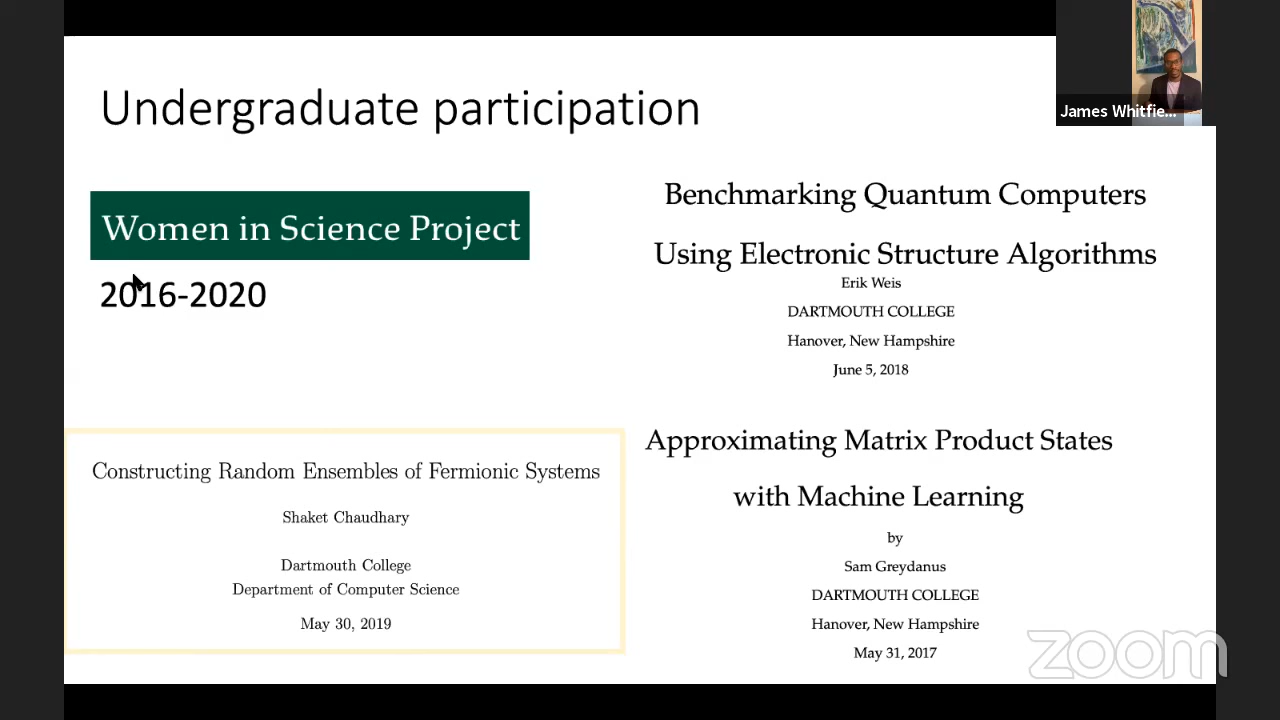 Undergraduate participation
James Whitfie...
Women in Science Project
2016-2020
Benchmarking Quantum Computers
Using Electronic Structure Algorithms
Erik Weis
DARTMOUTH COLLEGE
Hanover, New Hampshire
June 5, 2018
Constructing Random Ensembles of Fermionic Systems
Shaket Chaudhary
Dartmouth College
Department of Computer Science
May 30, 2019
Approximating Matrix Product States
with Machine Learning
by
Sam Greydanus
DARTMOUTH COLLEGE
Hanover, New Hampshire
May 31, 2017
zoom